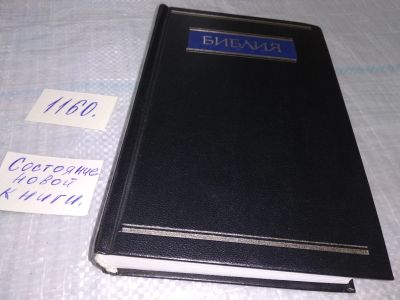 БИБЛИЯ
1160.
Состояние
новой
книги.